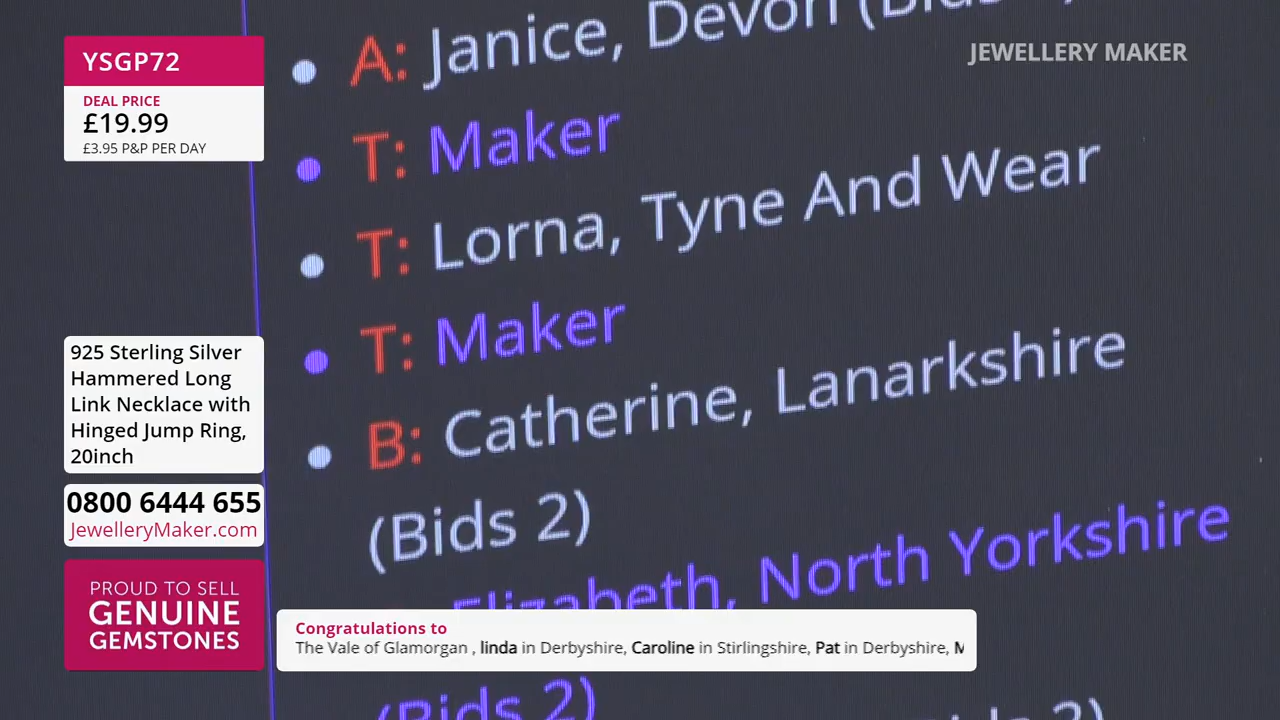 YSGP72
DEAL PRICE
£19.99
£3.95 P&P PER DAY
JEWELLERY MAKER
A: Janice, Devon
T: Maker
T: Lorna, Tyne And Wear
T: Maker
B: Catherine, Lanarkshire
(Bids 2)
Elizabeth, North Yorkshire
(Bids 2)
925 Sterling Silver
Hammered Long
Link Necklace with
Hinged Jump Ring,
20inch
0800 6444 655
JewelleryMaker.com
PROUD TO SELL
GENUINE
GEMSTONES
Congratulations to
The Vale of Glamorgan , linda in Derbyshire, Caroline in Stirlingshire, Pat in Derbyshire,